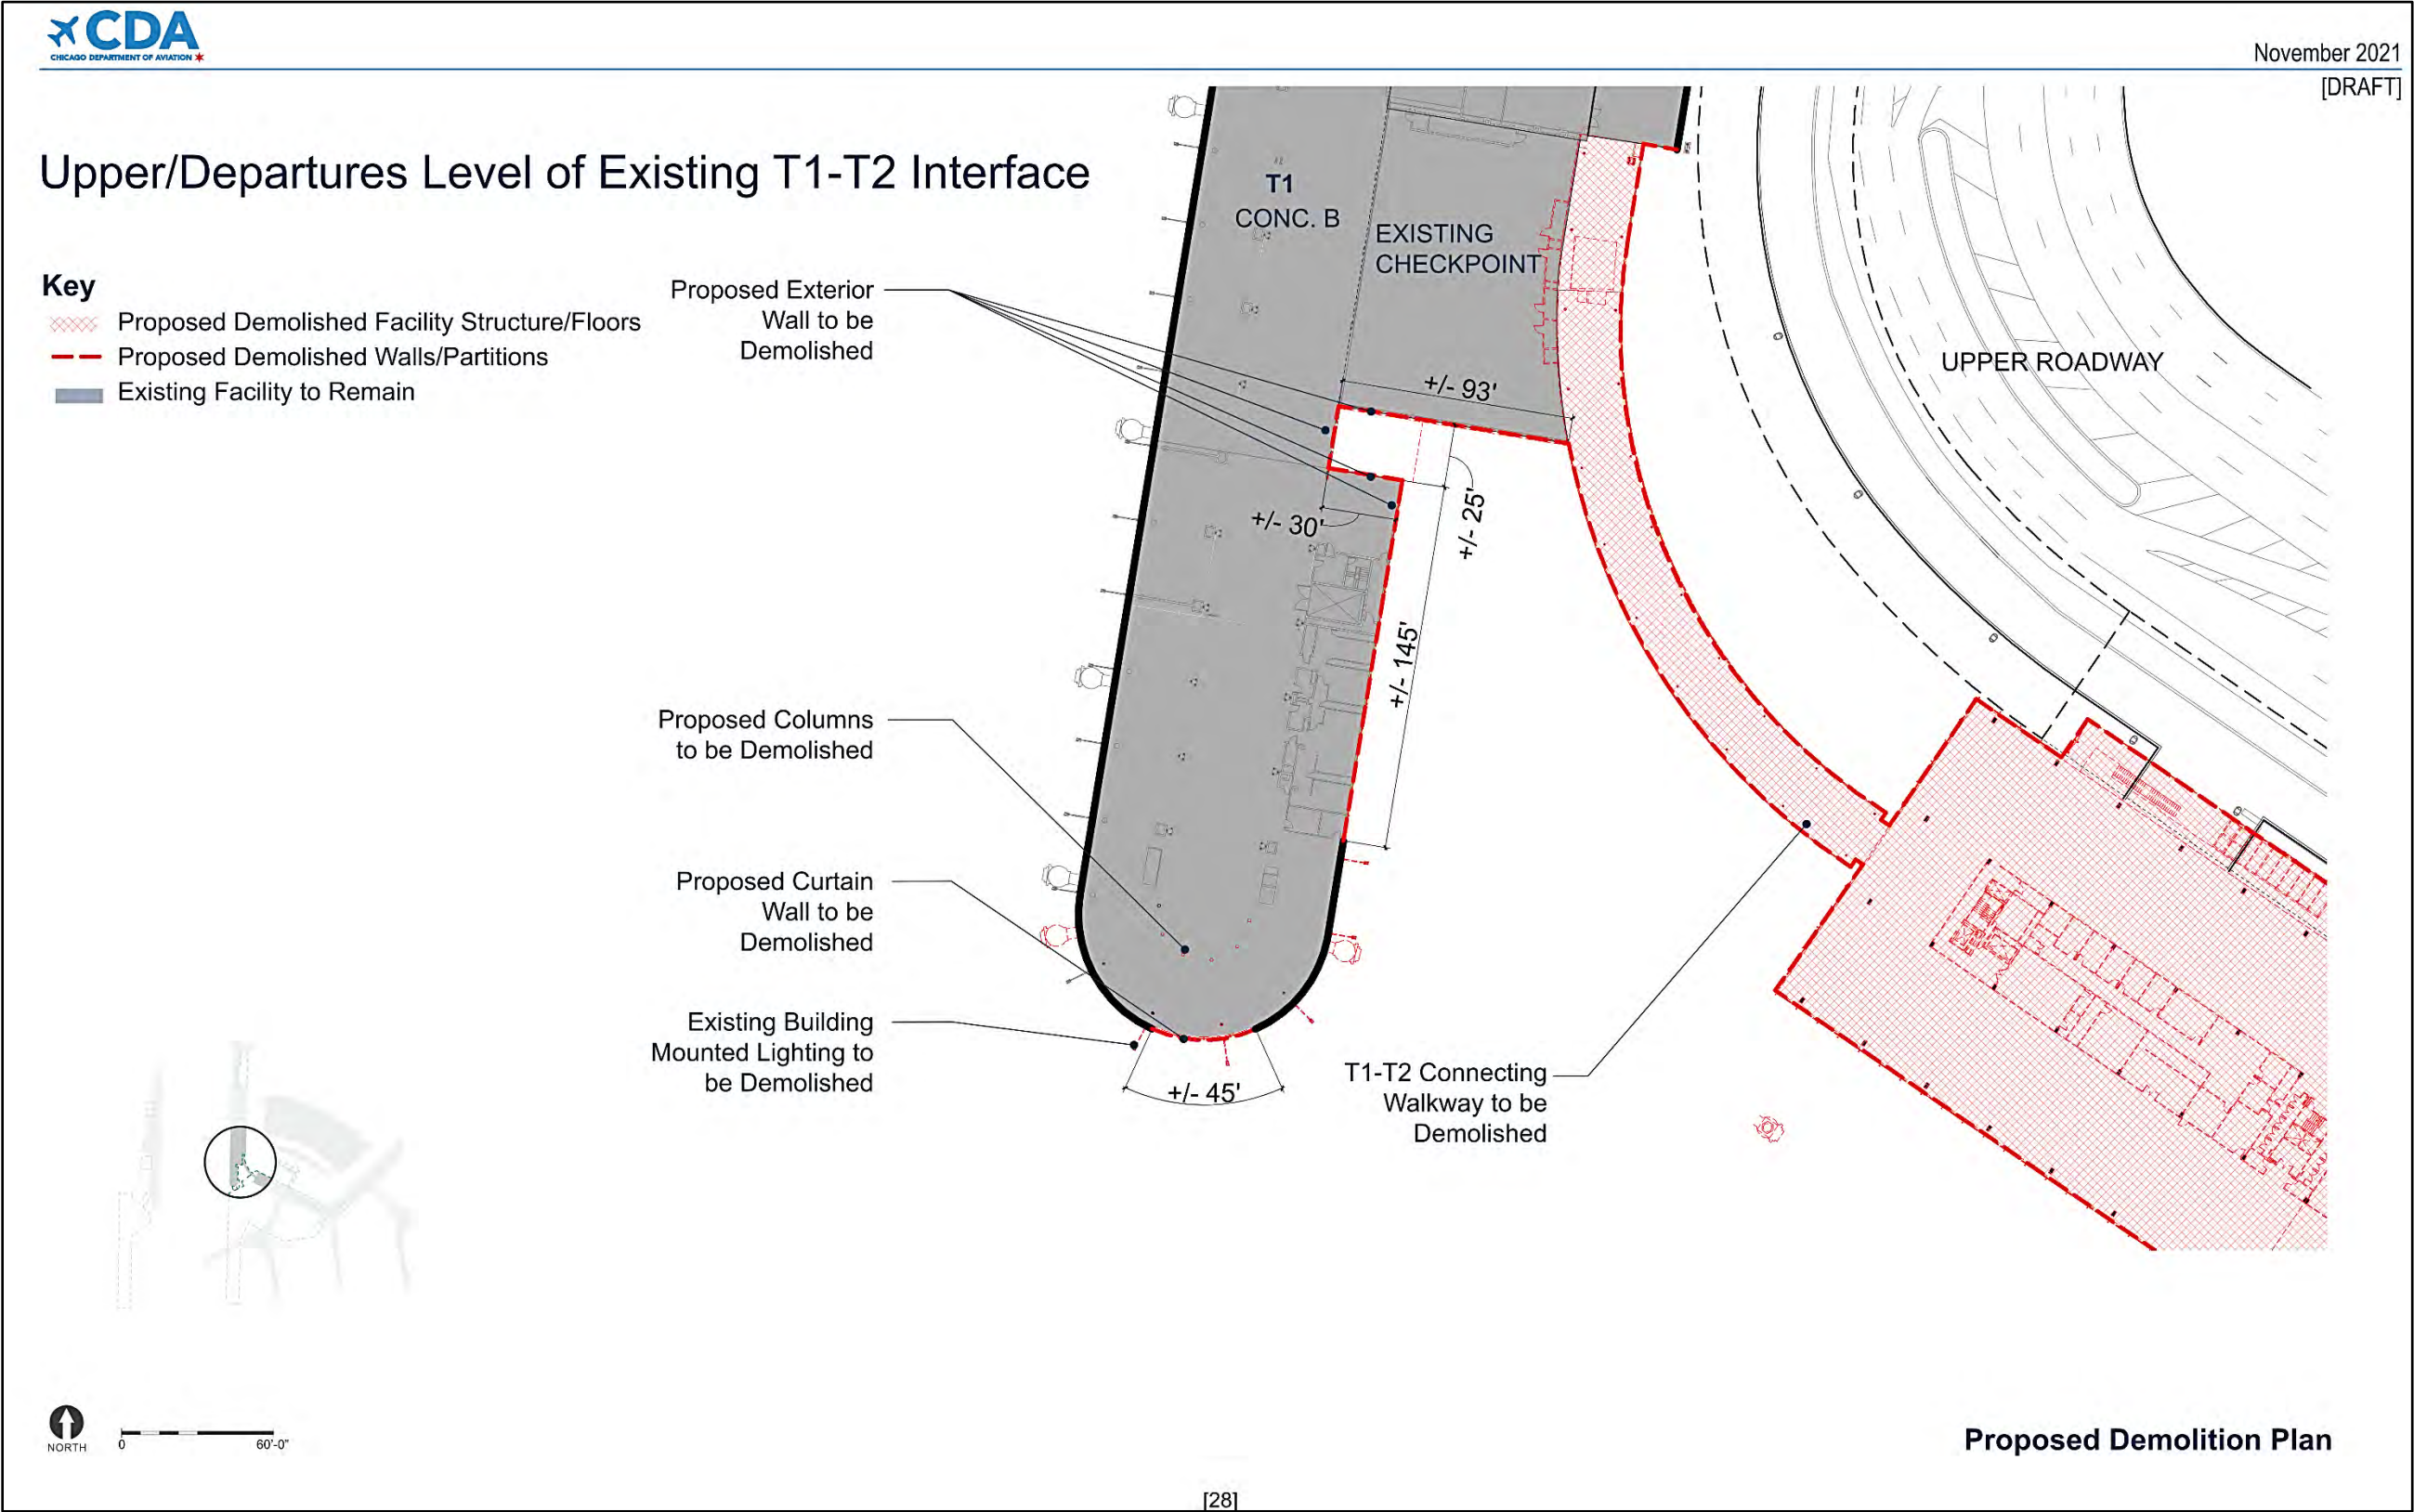 CDA
CHICAGO DEPARTMENT OF AVIATION
November 2021
[DRAFT]
Upper/Departures Level of Existing T1-T2 Interface
Key
Proposed Demolished Facility Structure/Floors
Proposed Demolished Walls/Partitions
Existing Facility to Remain
T1
CONC. B
EXISTING
CHECKPOINT
UPPER ROADWAY
Proposed Exterior
Wall to be
Demolished
+/- 93'
+/- 30'
+/- 25'
+/- 145'
Proposed Columns
to be Demolished
Proposed Curtain
Wall to be
Demolished
Existing Building
Mounted Lighting to
be Demolished
+/- 45'
T1-T2 Connecting
Walkway to be
Demolished
NORTH
0
60'-0"
Proposed Demolition Plan
[28]